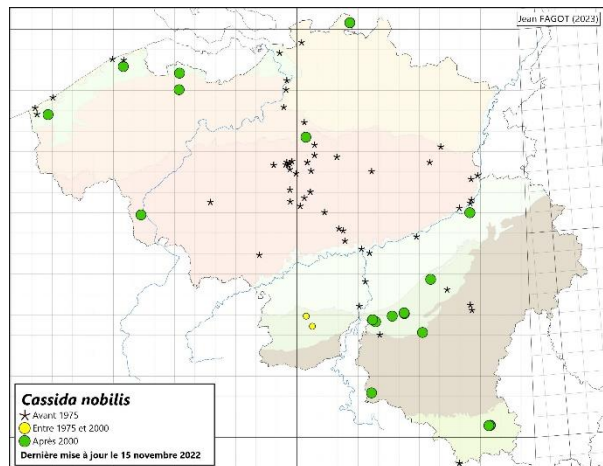 Jean FAGOT (2023)
Cassida nobilis
Avant 1975
Entre 1975 et 2000
Après 2000
Dernière mise à jour le 15 novembre 2022